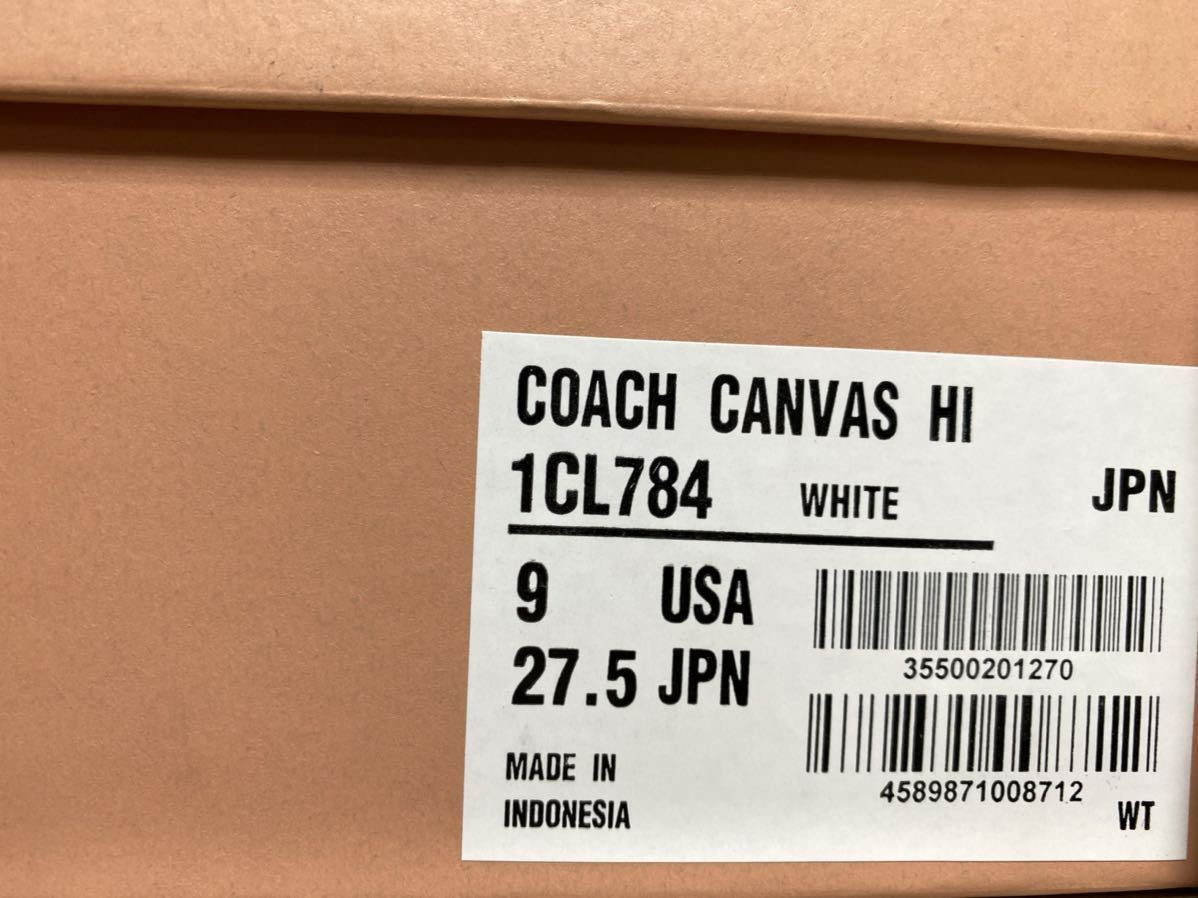 COACH CANVAS HI
1CL784 WHITE JPN
9 USA
35500201270
27.5 JPN
4589871008712
MADE IN
INDONESIA
WT